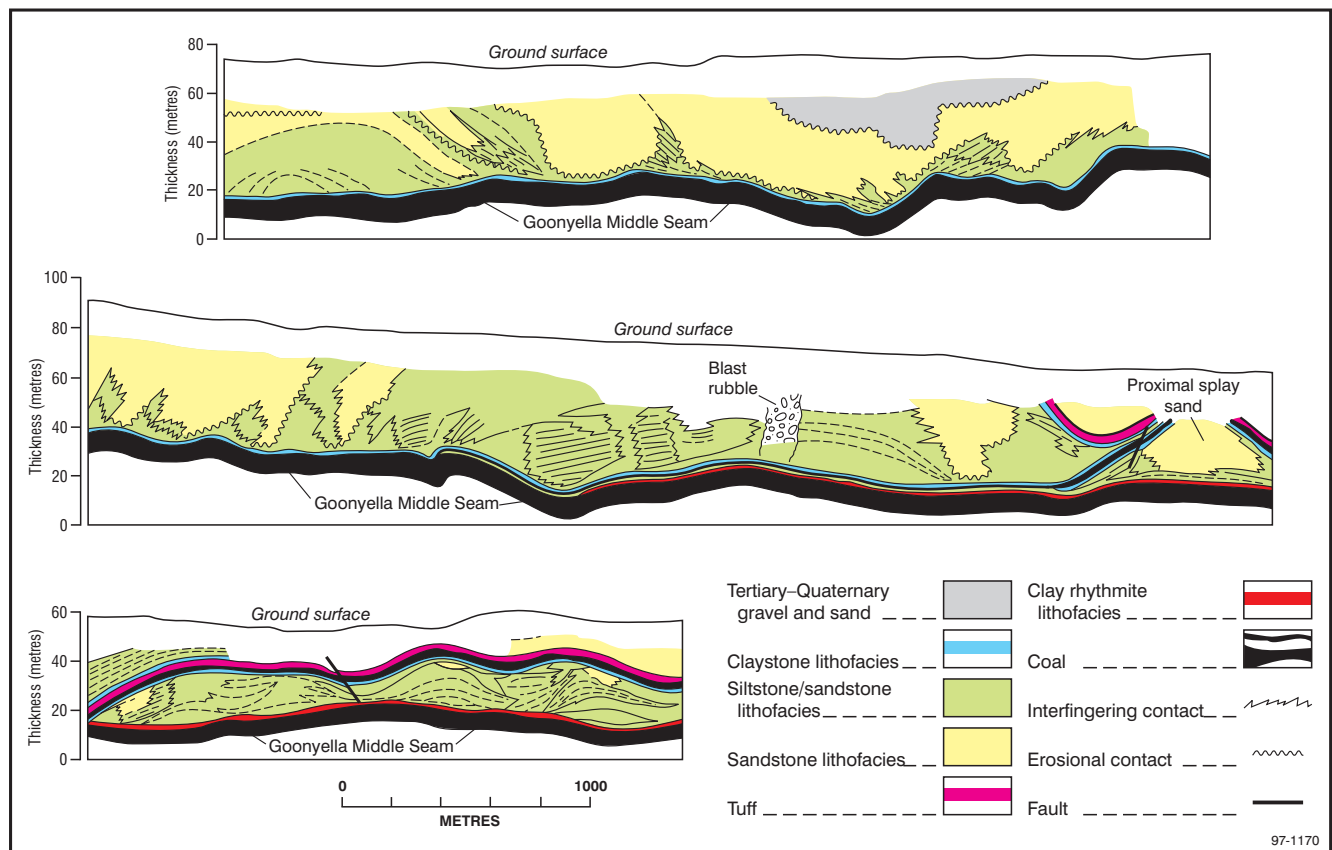 80
60
40
20
0
Thickness (metres)
Ground surface
Goonyella Middle Seam
100
80
60
40
20
0
Thickness (metres)
Ground surface
Blast
rubble
Proximal splay
sand
Goonyella Middle Seam
60
40
20
0
Thickness (metres)
Ground surface
Goonyella Middle Seam
0 1000
METRES
Tertiary–Quaternary
gravel and sand
Claystone lithofacies
Siltstone/sandstone
lithofacies
Sandstone lithofacies
Tuff
Clay rhythmite
lithofacies
Coal
Interfingering contact
Erosional contact
Fault
97-1170